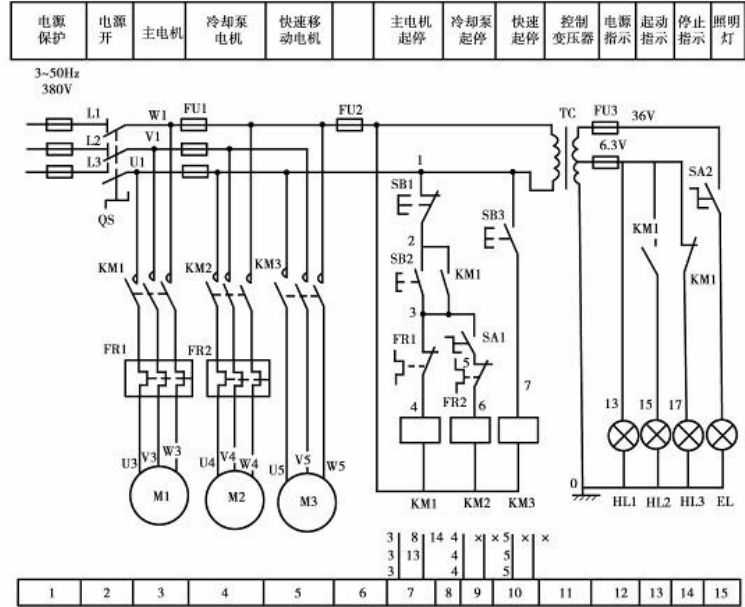 电源保护 电源开 主电机 冷却泵电机 快速移动电机 主电机起停 冷却泵起停 快速起停 控制变压器 电源指示 起动指示 停止指示 照明灯
3~50Hz
380V
L1 W1 FU1 FU2 TC FU3 36V
L2 V1 6.3V
L3 U1 1
SB1 SA2
QS SB3
2 KM1
SB2 KM1
KM1 KM2 KM3 KM1
3
FR1 SA1
FR1 FR2 5
FR2 7
4 6 13 15 17
U3 V3 W3 U4 V4 W4 U5 V5 W5
M1 M2 M3 0
KM1 KM2 KM3 HL1 HL2 HL3 EL
3 8 14 4 × × 5 × ×
3 13 4 5
3 4 5
1 2 3 4 5 6 7 8 9 10 11 12 13 14 15